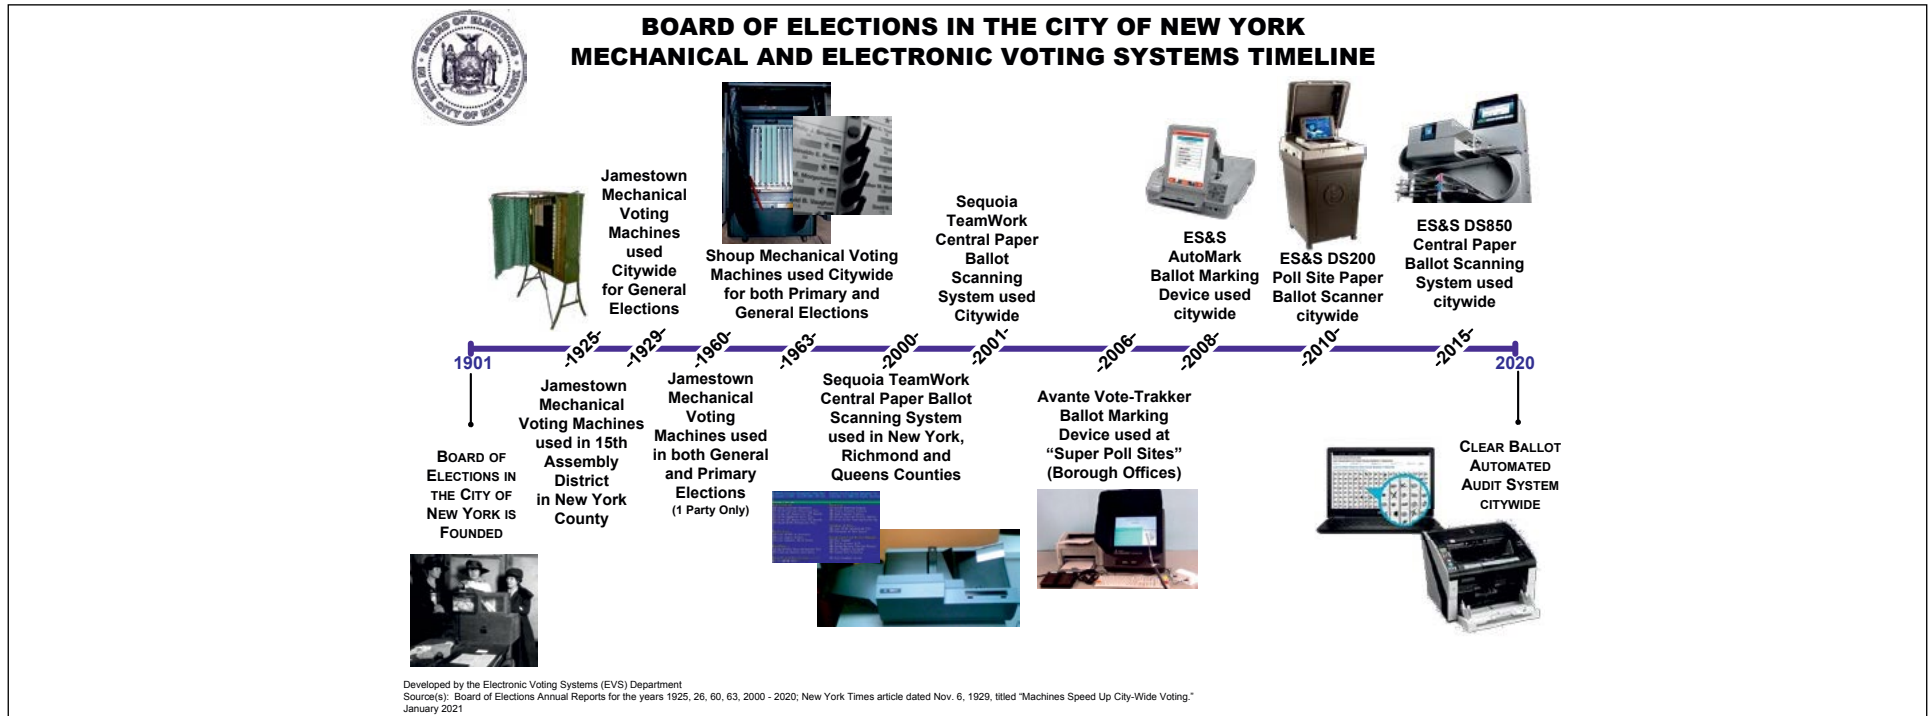 BOARD OF ELECTIONS IN THE CITY OF NEW YORK
MECHANICAL AND ELECTRONIC VOTING SYSTEMS TIMELINE
BOARD OF ELECTIONS
IN THE CITY OF NEW YORK
Jamestown
Mechanical
Voting
Machines
used
Citywide
for General
Elections
Shoup Mechanical Voting
Machines used Citywide
for both Primary and
General Elections
Sequoia
TeamWork
Central Paper
Ballot
Scanning
System used
Citywide
ES&S
AutoMark
Ballot Marking
Device used
citywide
ES&S DS200
Poll Site Paper
Ballot Scanner
citywide
ES&S DS850
Central Paper
Ballot Scanning
System used
citywide
1901
-1925-
-1929-
-1960-
-1963-
-2000-
-2001-
-2006-
-2008-
-2010-
-2015-
2020
BOARD OF
ELECTIONS IN
THE CITY OF
NEW YORK IS
FOUNDED
Jamestown
Mechanical
Voting Machines
used in 15th
Assembly
District
in New York
County
Jamestown
Mechanical
Voting
Machines used
in both General
and Primary
Elections
(1 Party Only)
Sequoia TeamWork
Central Paper Ballot
Scanning System
used in New York,
Richmond and
Queens Counties
Avante Vote-Trakker
Ballot Marking
Device used at
“Super Poll Sites”
(Borough Offices)
CLEAR BALLOT
AUTOMATED
AUDIT SYSTEM
CITYWIDE
Developed by the Electronic Voting Systems (EVS) Department
Source(s): Board of Elections Annual Reports for the years 1925, 26, 60, 63, 2000 - 2020; New York Times article dated Nov. 6, 1929, titled “Machines Speed Up City-Wide Voting.”
January 2021